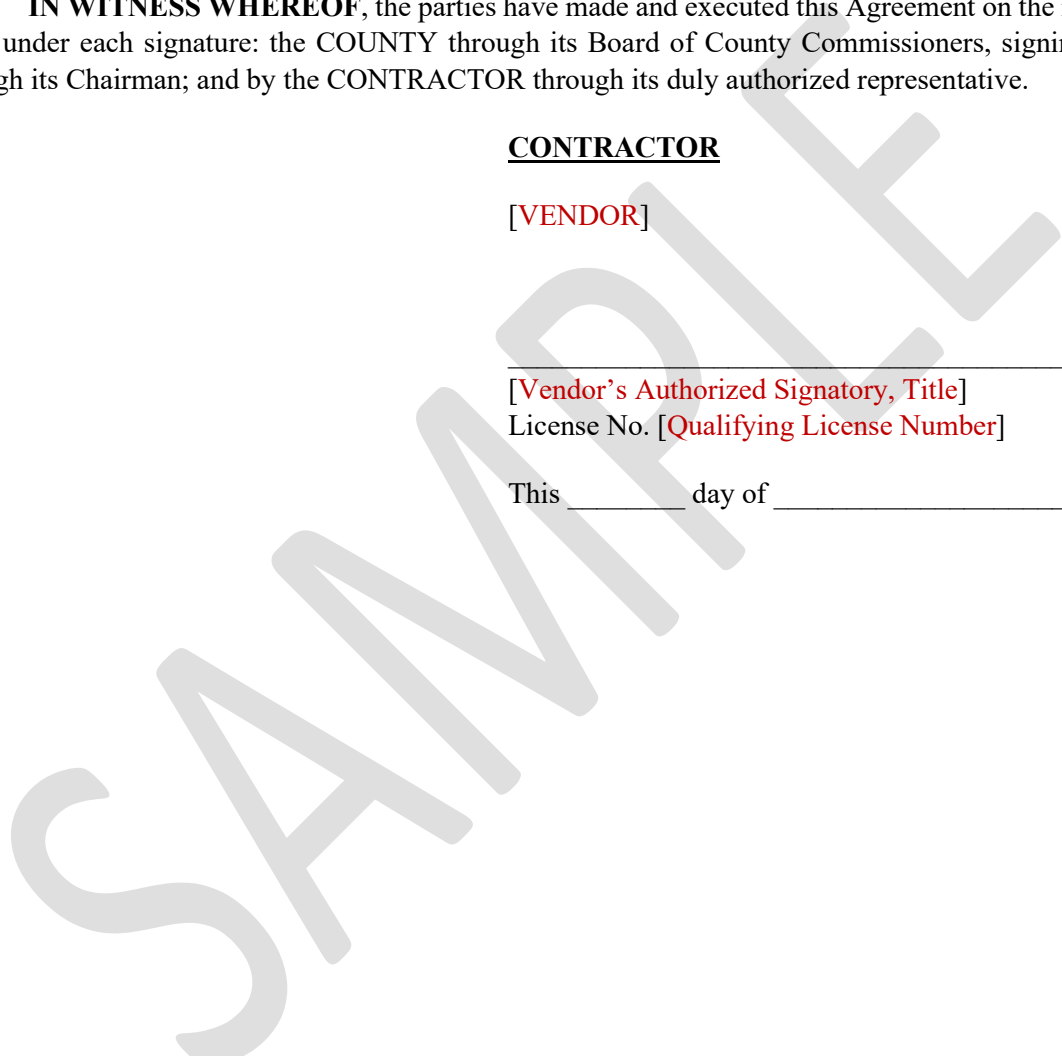 IN WITNESS WHEREOF, the parties have made and executed this Agreement on the
under each signature: the COUNTY through its Board of County Commissioners,
its Chairman; and by the CONTRACTOR through its duly authorized representative.
CONTRACTOR
[VENDOR]
[Vendor’s Authorized Signatory, Title]
License No. [Qualifying License Number]
This ________ day of ____________________
SAMPLE